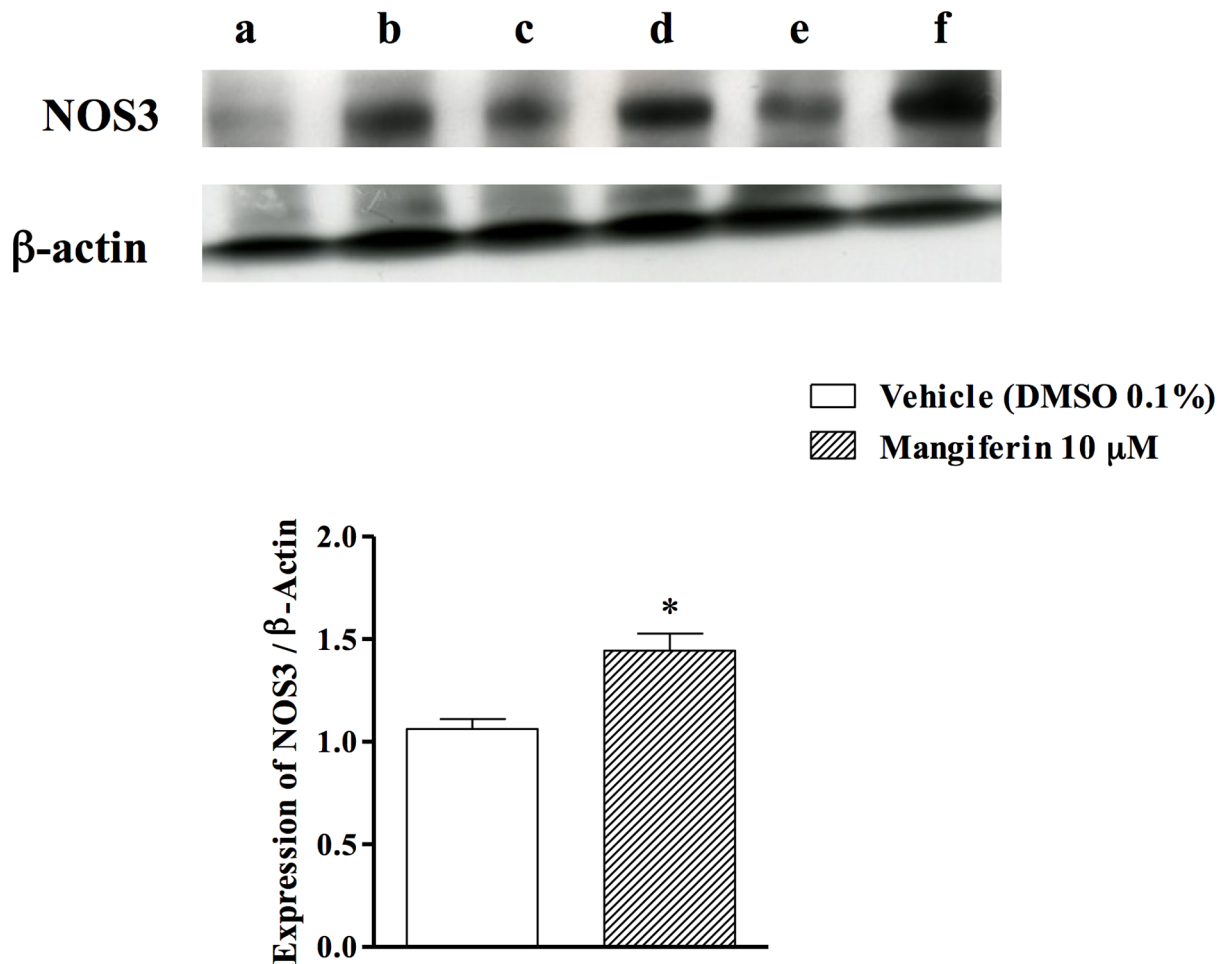 a b c d e f
NOS3
β-actin
Vehicle (DMSO 0.1%)
Mangiferin 10 μM
Expression of NOS3 / β-Actin
2.0
*
1.5
1.0
0.5
0.0